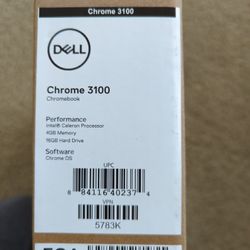 Chrome 3100
DELL
Chrome 3100
Chromebook
Performance
Intel® Celeron Processor
4GB Memory
16GB Hard Drive
Software
Chrome OS
UPC
8 84116 40237 4
VPN
5783K